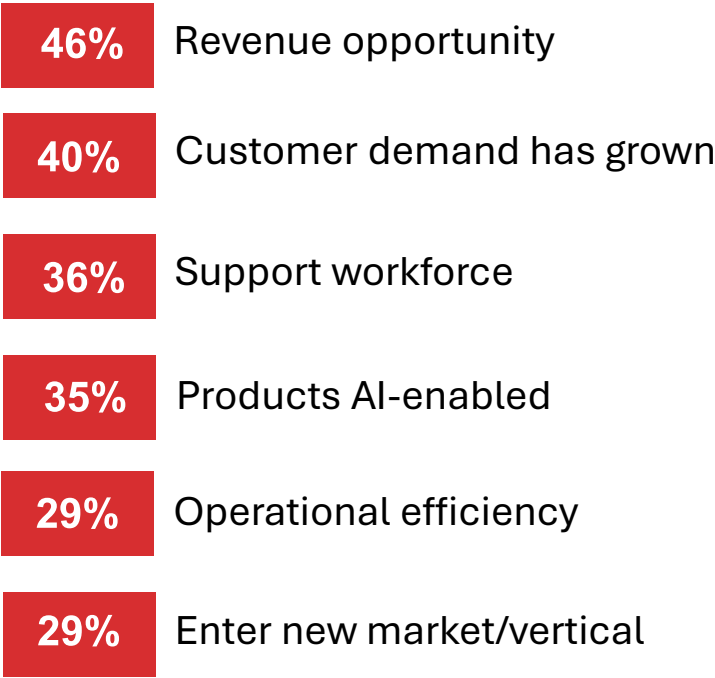 46% Revenue opportunity
40% Customer demand has grown
36% Support workforce
35% Products AI-enabled
29% Operational efficiency
29% Enter new market/vertical